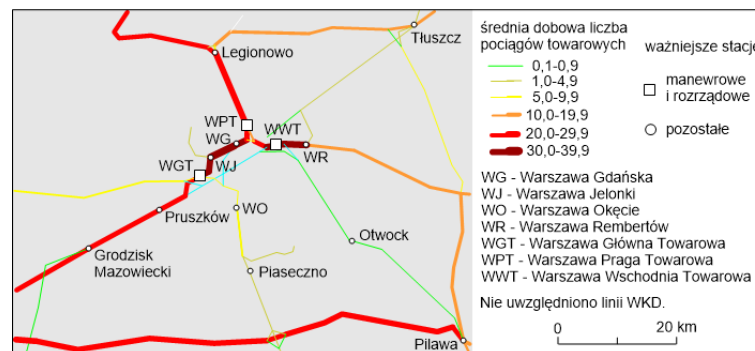 Legionowo
Tłuszcz
WPT
WG
WWT
WR
WGT
WJ
WO
Pruszków
Otwock
Grodzisk
Mazowiecki
Piaseczno
Pilawa
średnia dobowa liczba
pociągów towarowych
0,1-0,9
1,0-4,9
5,0-9,9
10,0-19,9
20,0-29,9
30,0-39,9
ważniejsze stacje
manewrowe
i rozrządowe
pozostałe
WG - Warszawa Gdańska
WJ - Warszawa Jelonki
WO - Warszawa Okęcie
WR - Warszawa Rembertów
WGT - Warszawa Główna Towarowa
WPT - Warszawa Praga Towarowa
WWT - Warszawa Wschodnia Towarowa
Nie uwzględniono linii WKD.
0 20 km